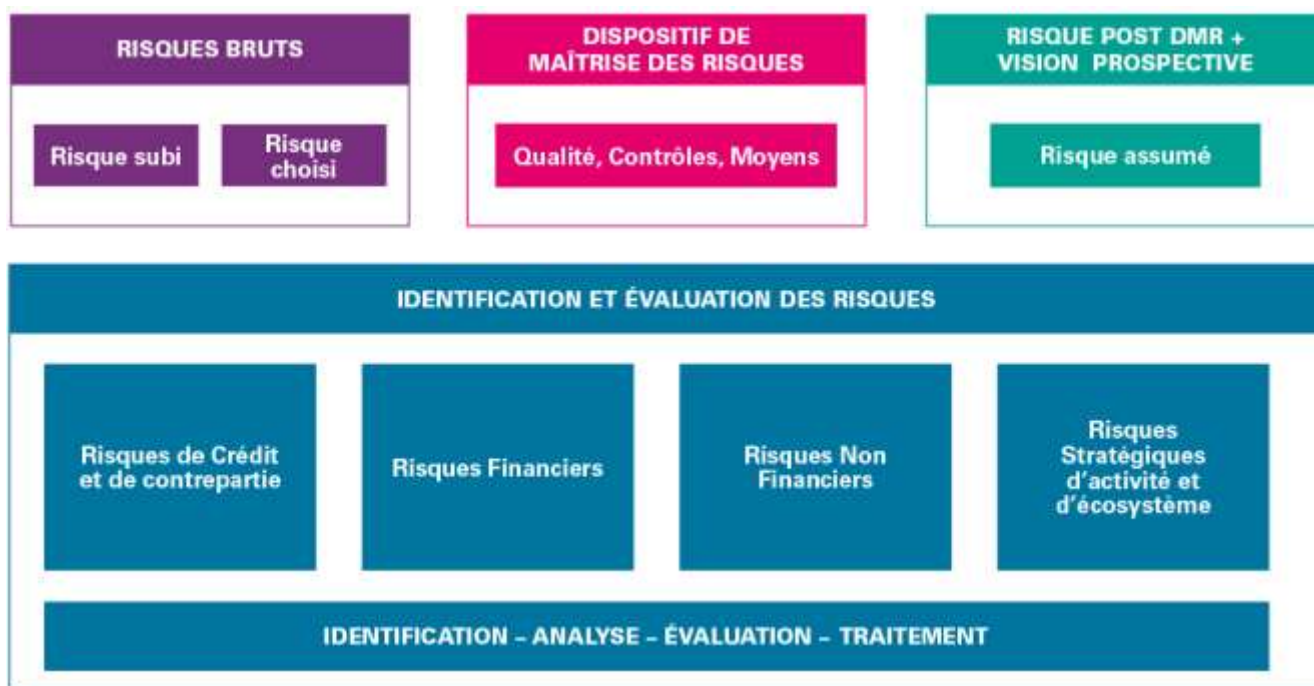 RISQUES BRUTS
Risque subi
Risque
choisi
DISPOSITIF DE
MAÎTRISE DES RISQUES
Qualité, Contrôles, Moyens
RISQUE POST DMR +
VISION PROSPECTIVE
Risque assumé
IDENTIFICATION ET ÉVALUATION DES RISQUES
Risques de Crédit
et de contrepartie
Risques Financiers
Risques Non
Financiers
Risques
Stratégiques
d’activité et
d’écosystème
IDENTIFICATION – ANALYSE – ÉVALUATION – TRAITEMENT